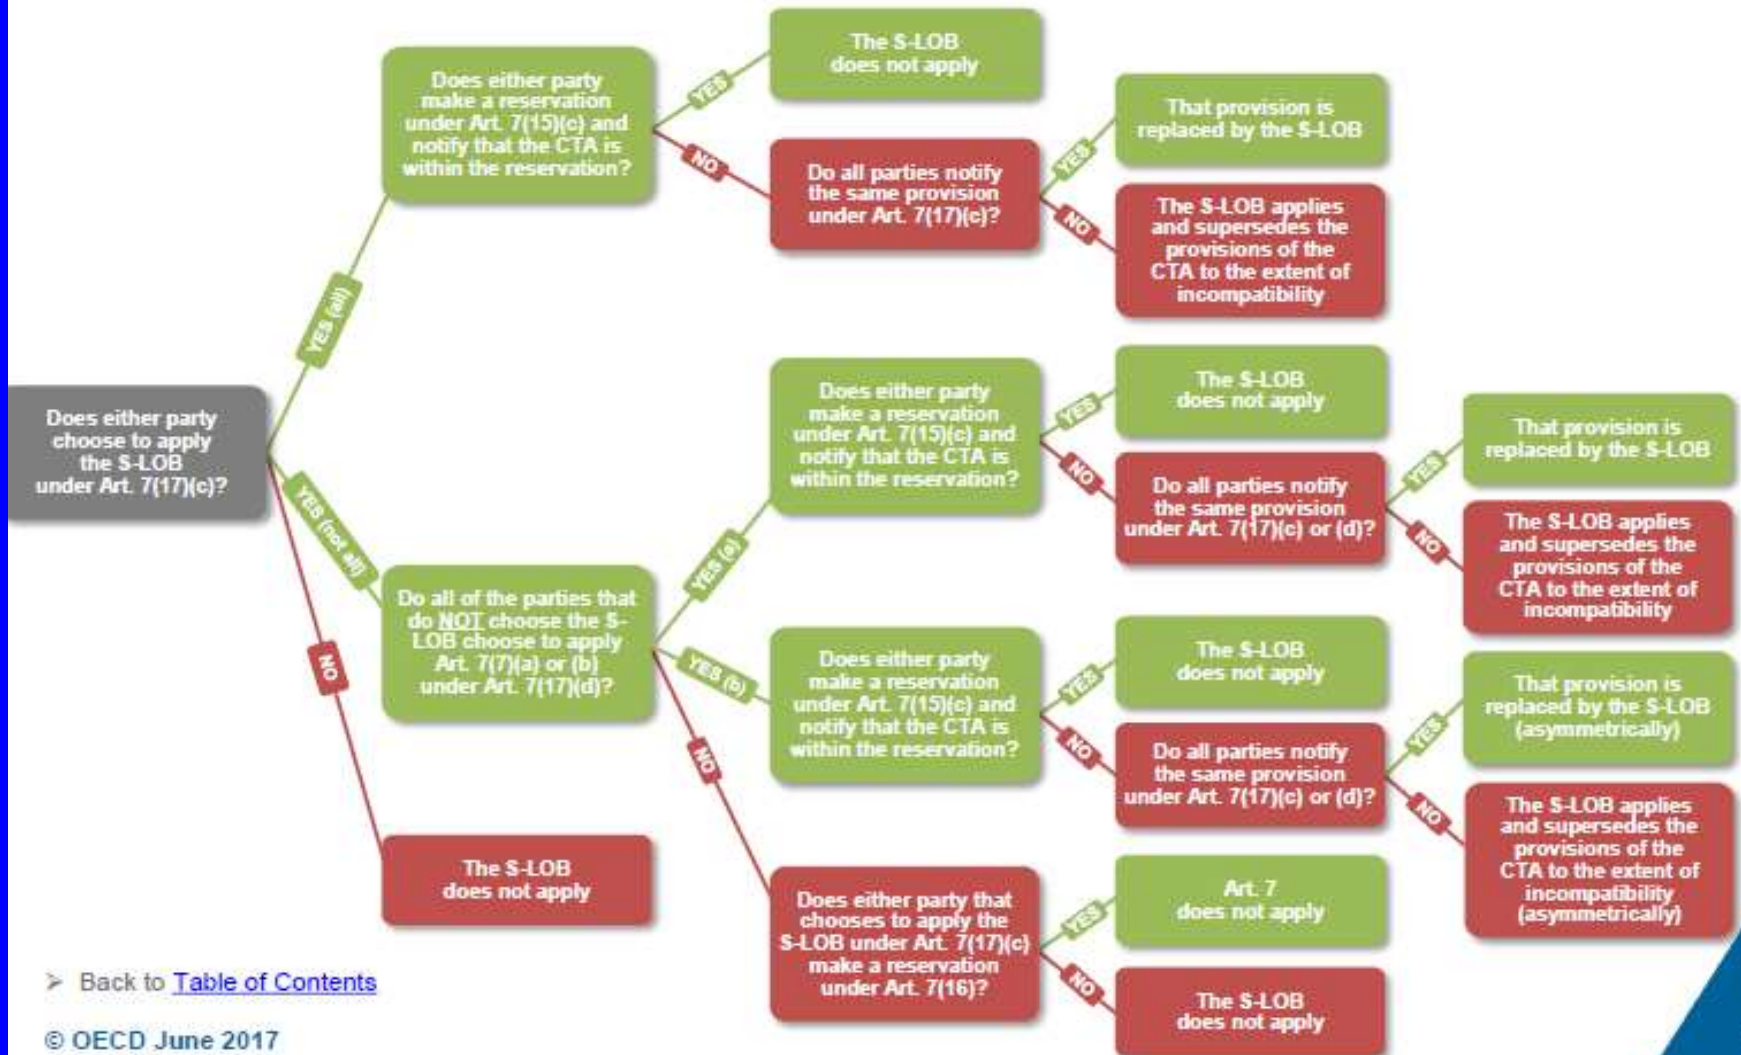 Does either party
choose to apply
the S-LOB
under Art. 7(17)(c)?
YES (all)
Does either party
make a reservation
under Art. 7(15)(c) and
notify that the CTA is
within the reservation?
YES
The S-LOB
does not apply
NO
Do all parties notify
the same provision
under Art. 7(17)(c)?
YES
That provision is
replaced by the S-LOB
NO
The S-LOB applies
and supersedes the
provisions of the
CTA to the extent of
incompatibility
YES (not all)
Do all of the parties that
do NOT choose the S-
LOB choose to apply
Art. 7(7)(a) or (b)
under Art. 7(17)(d)?
YES (a)
Does either party
make a reservation
under Art. 7(15)(c) and
notify that the CTA is
within the reservation?
YES
The S-LOB
does not apply
NO
Do all parties notify
the same provision
under Art. 7(17)(c) or (d)?
YES
That provision is
replaced by the S-LOB
NO
The S-LOB applies
and supersedes the
provisions of the
CTA to the extent of
incompatibility
YES (b)
Does either party
make a reservation
under Art. 7(15)(c) and
notify that the CTA is
within the reservation?
YES
The S-LOB
does not apply
NO
Do all parties notify
the same provision
under Art. 7(17)(c) or (d)?
YES
That provision is
replaced by the S-LOB
(asymmetrically)
NO
The S-LOB applies
and supersedes the
provisions of the
CTA to the extent of
incompatibility
(asymmetrically)
NO
Does either party that
chooses to apply the
S-LOB under Art. 7(17)(c)
make a reservation
under Art. 7(16)?
YES
Art. 7
does not apply
NO
The S-LOB
does not apply
NO
The S-LOB
does not apply
➢ Back to Table of Contents
© OECD June 2017